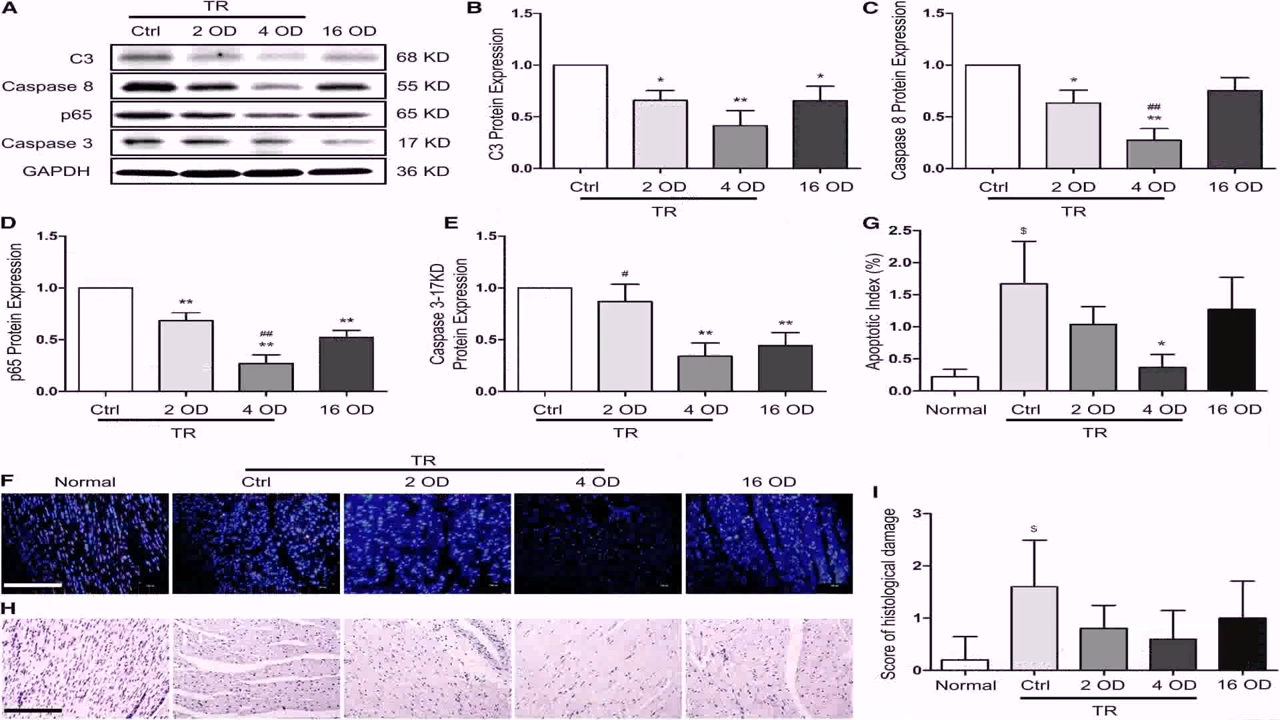 A
TR
Ctrl 2 OD 4 OD 16 OD
C3 68 KD
Caspase 8 55 KD
p65 65 KD
Caspase 3 17 KD
GAPDH 36 KD
B
C3 Protein Expression
1.5
1.0
0.5
0.0
* ** *
Ctrl 2 OD 4 OD 16 OD
TR
C
Caspase 8 Protein Expression
1.5
1.0
0.5
0.0
*
##
**
Ctrl 2 OD 4 OD 16 OD
TR
D
p65 Protein Expression
1.5
1.0
0.5
0.0
**
##
**
**
Ctrl 2 OD 4 OD 16 OD
TR
E
Caspase 3-17KD
Protein Expression
1.5
1.0
0.5
0.0
#
**
**
Ctrl 2 OD 4 OD 16 OD
TR
G
Apoptotic Index (%)
2.5
2.0
1.5
1.0
0.5
0.0
$
*
Normal Ctrl 2 OD 4 OD 16 OD
TR
F
TR
Normal Ctrl 2 OD 4 OD 16 OD
H
I
Score of histological damage
3
2
1
0
$
Normal Ctrl 2 OD 4 OD 16 OD
TR